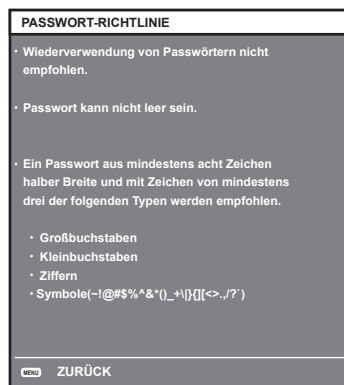 PASSWORT-RICHTLINIE
· Wiederverwendung von Passwörtern nicht
empfohlen.
· Passwort kann nicht leer sein.
· Ein Passwort aus mindestens acht Zeichen
halber Breite und mit Zeichen von mindestens
drei der folgenden Typen werden empfohlen.
· Großbuchstaben
· Kleinbuchstaben
· Ziffern
· Symbole(~!@#$%^&*()_+\|}{][<>.,/?`)
MENU ZURÜCK